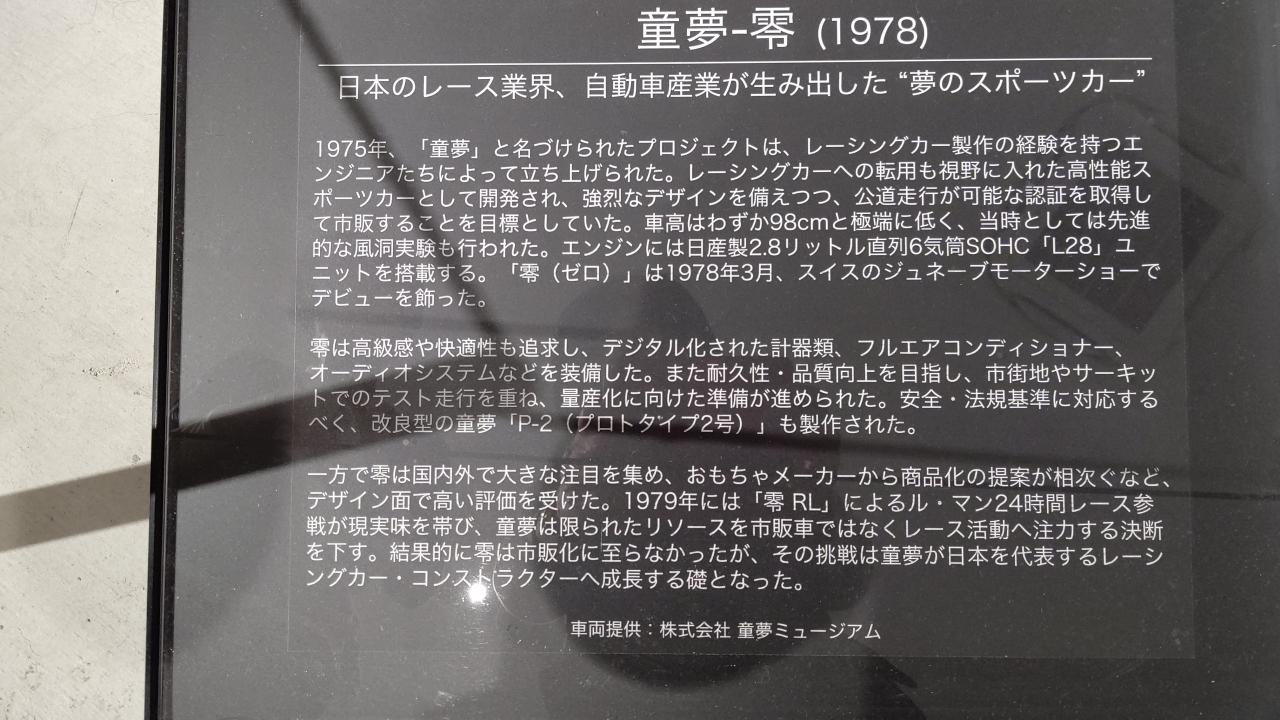 童夢-零 (1978)
日本のレース業界、自動車産業が生み出した “夢のスポーツカー”
1975年、「童夢」と名づけられたプロジェクトは、レーシングカー製作の経験を持つエ
ンジニアたちによって立ち上げられた。レーシングカーへの転用も視野に入れた高性能ス
ポーツカーとして開発され、強烈なデザインを備えつつ、公道走行が可能な認証を取得し
て市販することを目標としていた。車高はわずか98cmと極端に低く、当時としては先進
的な風洞実験も行われた。エンジンには日産製2.8リットル直列6気筒SOHC「L28」ユ
ニットを搭載する。「零（ゼロ）」は1978年3月、スイスのジュネーブモーターショーで
デビューを飾った。
零は高級感や快適性も追求し、デジタル化された計器類、フルエアコンディショナー、
オーディオシステムなどを装備した。また耐久性・品質向上を目指し、市街地やサーキッ
トでのテスト走行を重ね、量産化に向けた準備が進められた。安全・法規基準に対応する
べく、改良型の童夢「P-2（プロトタイプ2号）」も製作された。
一方で零は国内外で大きな注目を集め、おもちゃメーカーから商品化の提案が相次ぐなど、
デザイン面で高い評価を受けた。1979年には「零 RL」によるル・マン24時間レース参
戦が現実味を帯び、童夢は限られたリソースを市販車ではなくレース活動へ注力する決断
を下す。結果的に零は市販化に至らなかったが、その挑戦は童夢が日本を代表するレーシ
ングカー・コンストラクターへ成長する礎となった。
車両提供：株式会社 童夢ミュージアム